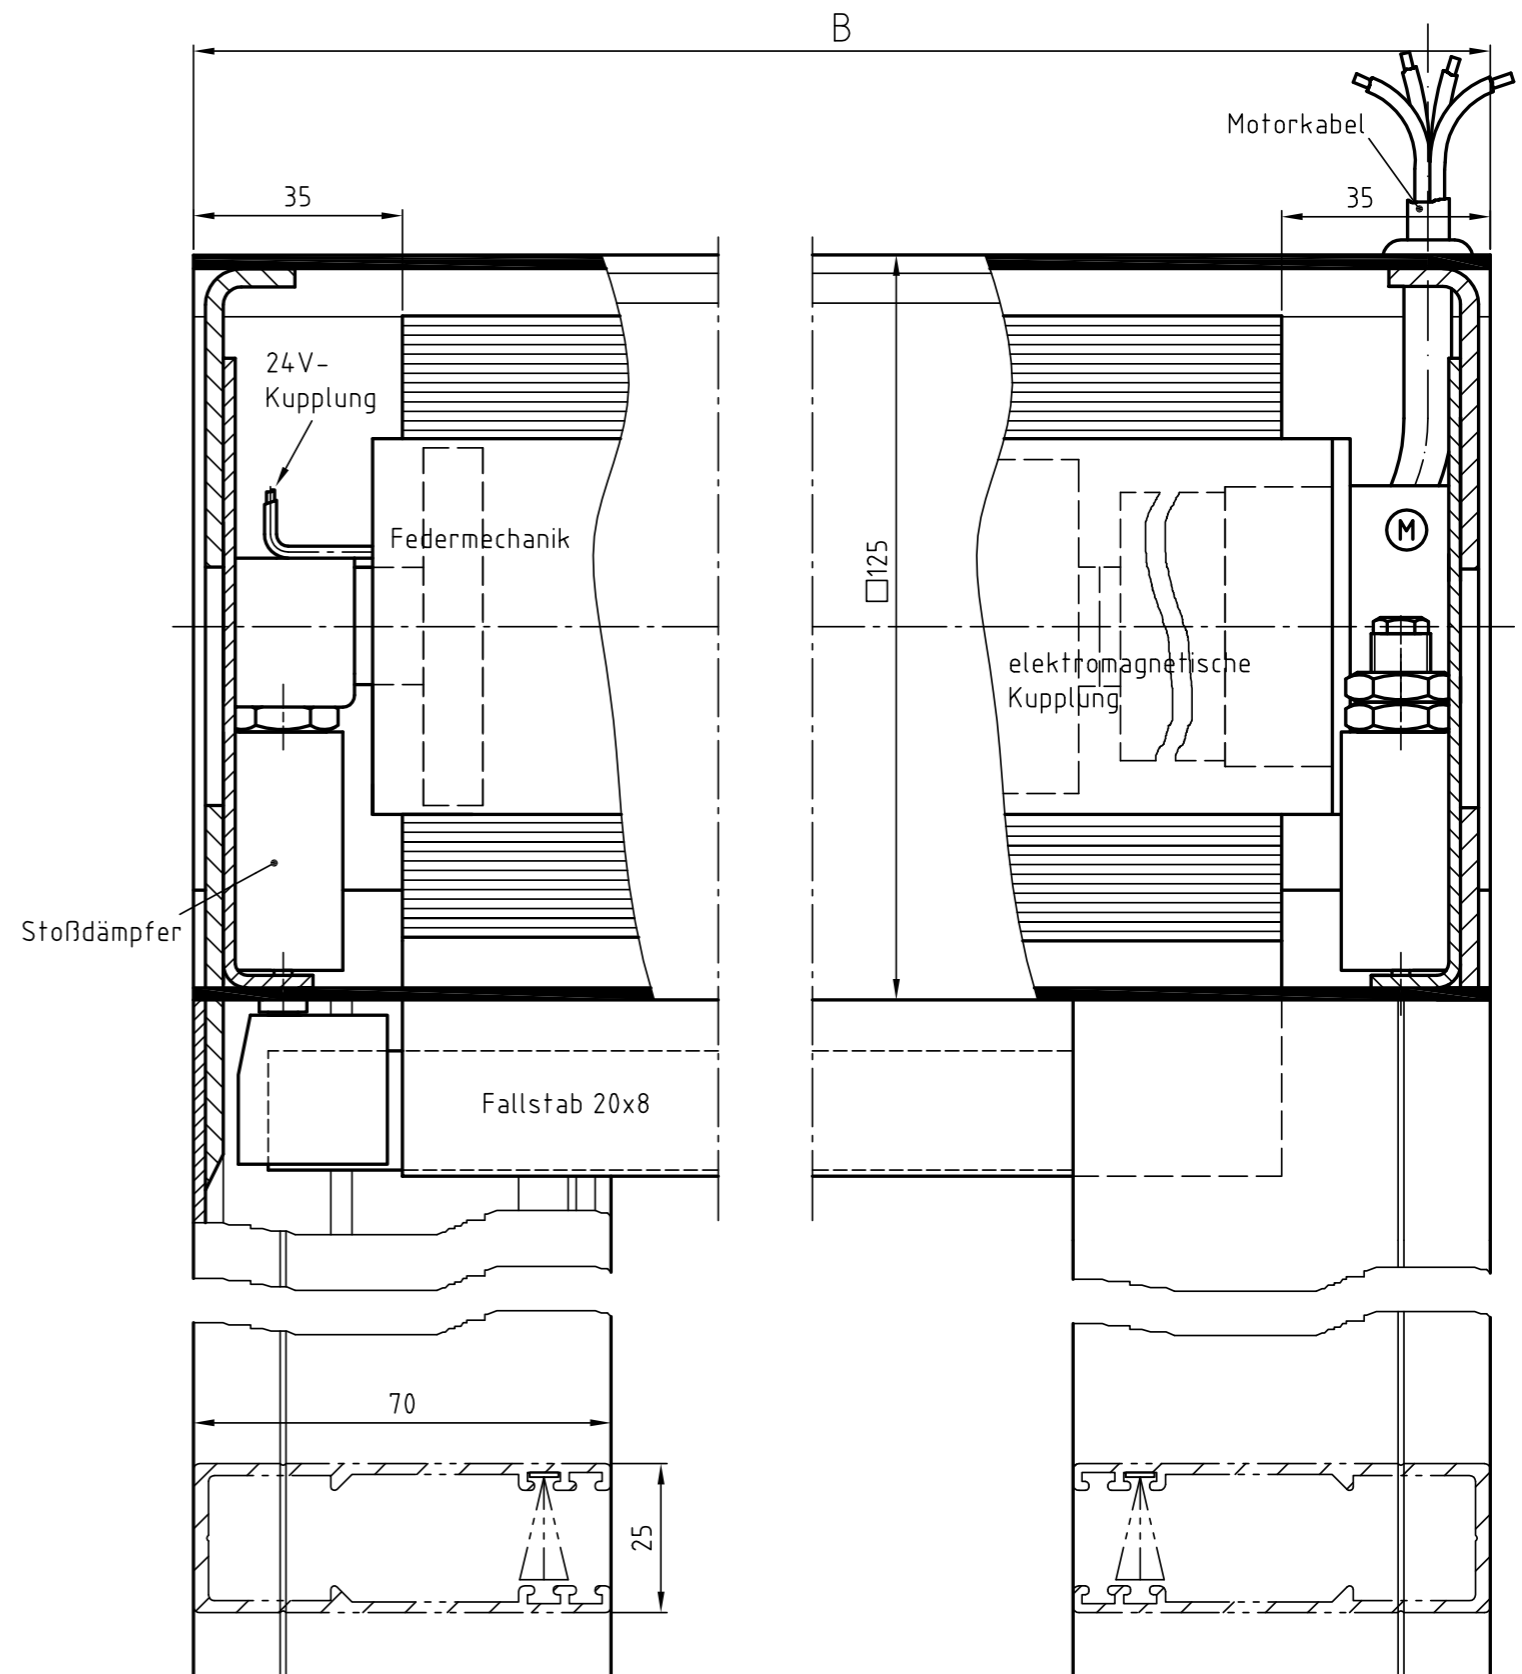 B
Motorkabel
35
35
24V-
Kupplung
Federmechanik
□125
M
elektromagnetische
Kupplung
Stoßdämpfer
Fallstab 20x8
70
25